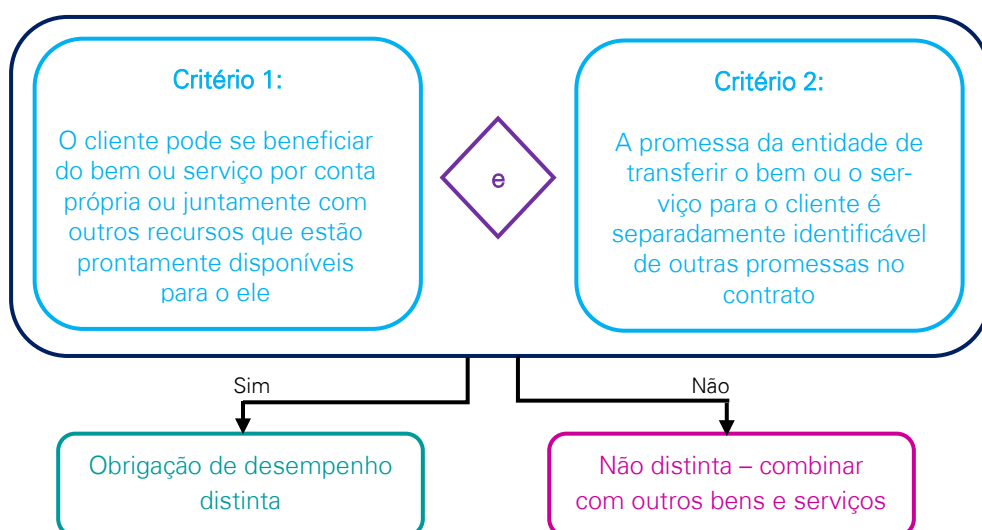 Critério 1:
O cliente pode se beneficiar
do bem ou serviço por conta
própria ou juntamente com
outros recursos que estão
prontamente disponíveis
para o ele
e
Critério 2:
A promessa da entidade de
transferir o bem ou o ser-
viço para o cliente é
separadamente identificável
de outras promessas no
contrato
Sim
Não
Obrigação de desempenho
distinta
Não distinta – combinar
com outros bens e serviços